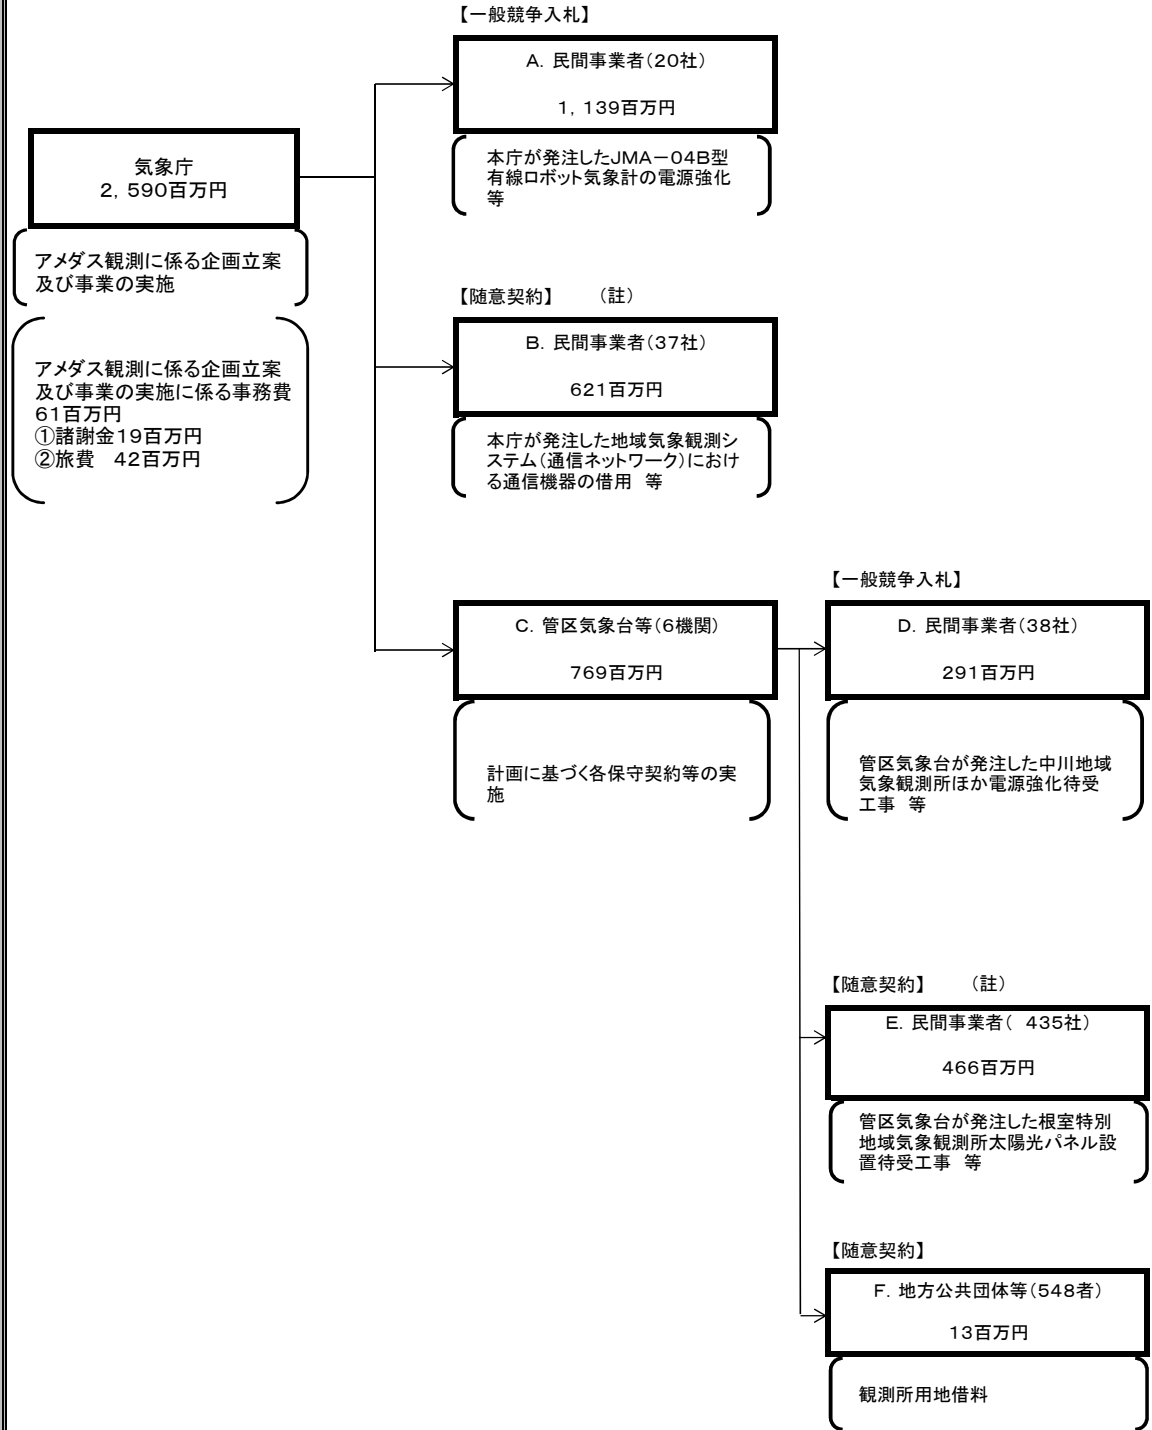 【一般競争入札】
A．民間事業者（20社）
1，139百万円
本庁が発注したJMA－04B型
有線ロボット気象計の電源強化
等
気象庁
2，590百万円
アメダス観測に係る企画立案
及び事業の実施
アメダス観測に係る企画立案
及び事業の実施に係る事務費
61百万円
①諸謝金19百万円
②旅費　42百万円
【随意契約】　（註）
B．民間事業者（37社）
621百万円
本庁が発注した地域気象観測シ
ステム（通信ネットワーク）におけ
る通信機器の借用　等
C．管区気象台等（6機関）
769百万円
計画に基づく各保守契約等の実
施
【一般競争入札】
D．民間事業者（38社）
291百万円
管区気象台が発注した中川地域
気象観測所ほか電源強化待受
工事　等
【随意契約】　（註）
E．民間事業者（　435社）
466百万円
管区気象台が発注した根室特別
地域気象観測所太陽光パネル設
置待受工事　等
【随意契約】
F．地方公共団体等（548者）
13百万円
観測所用地借料